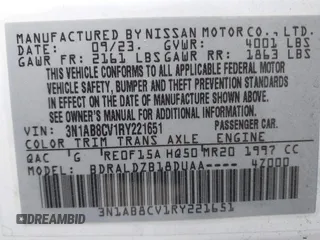 MANUFACTURED BY NISSAN MOTOR CO., LTD.
DATE: 09/23. GVWR: 4001 LBS
GAWR FR: 2161 LBS GAWR RR: 1863 LBS
THIS VEHICLE CONFORMS TO ALL APPLICABLE FEDERAL MOTOR
VEHICLE SAFETY, BUMPER AND THEFT PREVENTION STANDARDS
IN EFFECT ON THE DATE OF MANUFACTURE SHOWN ABOVE.
SEE OWNER'S MANUAL FOR ADDITIONAL
INFORMATION.
VIN: 3N1AB8CV1RY221651 PASSENGER CAR.
COLOR TRIM TRANS AXLE ENGINE
QAC 'G RE0F15A HQ50 MR20 1997 CC
MODEL: BDRALDZB18DUAA---- 4Z000
3N1AB8CV1RY221651
DREAMBID